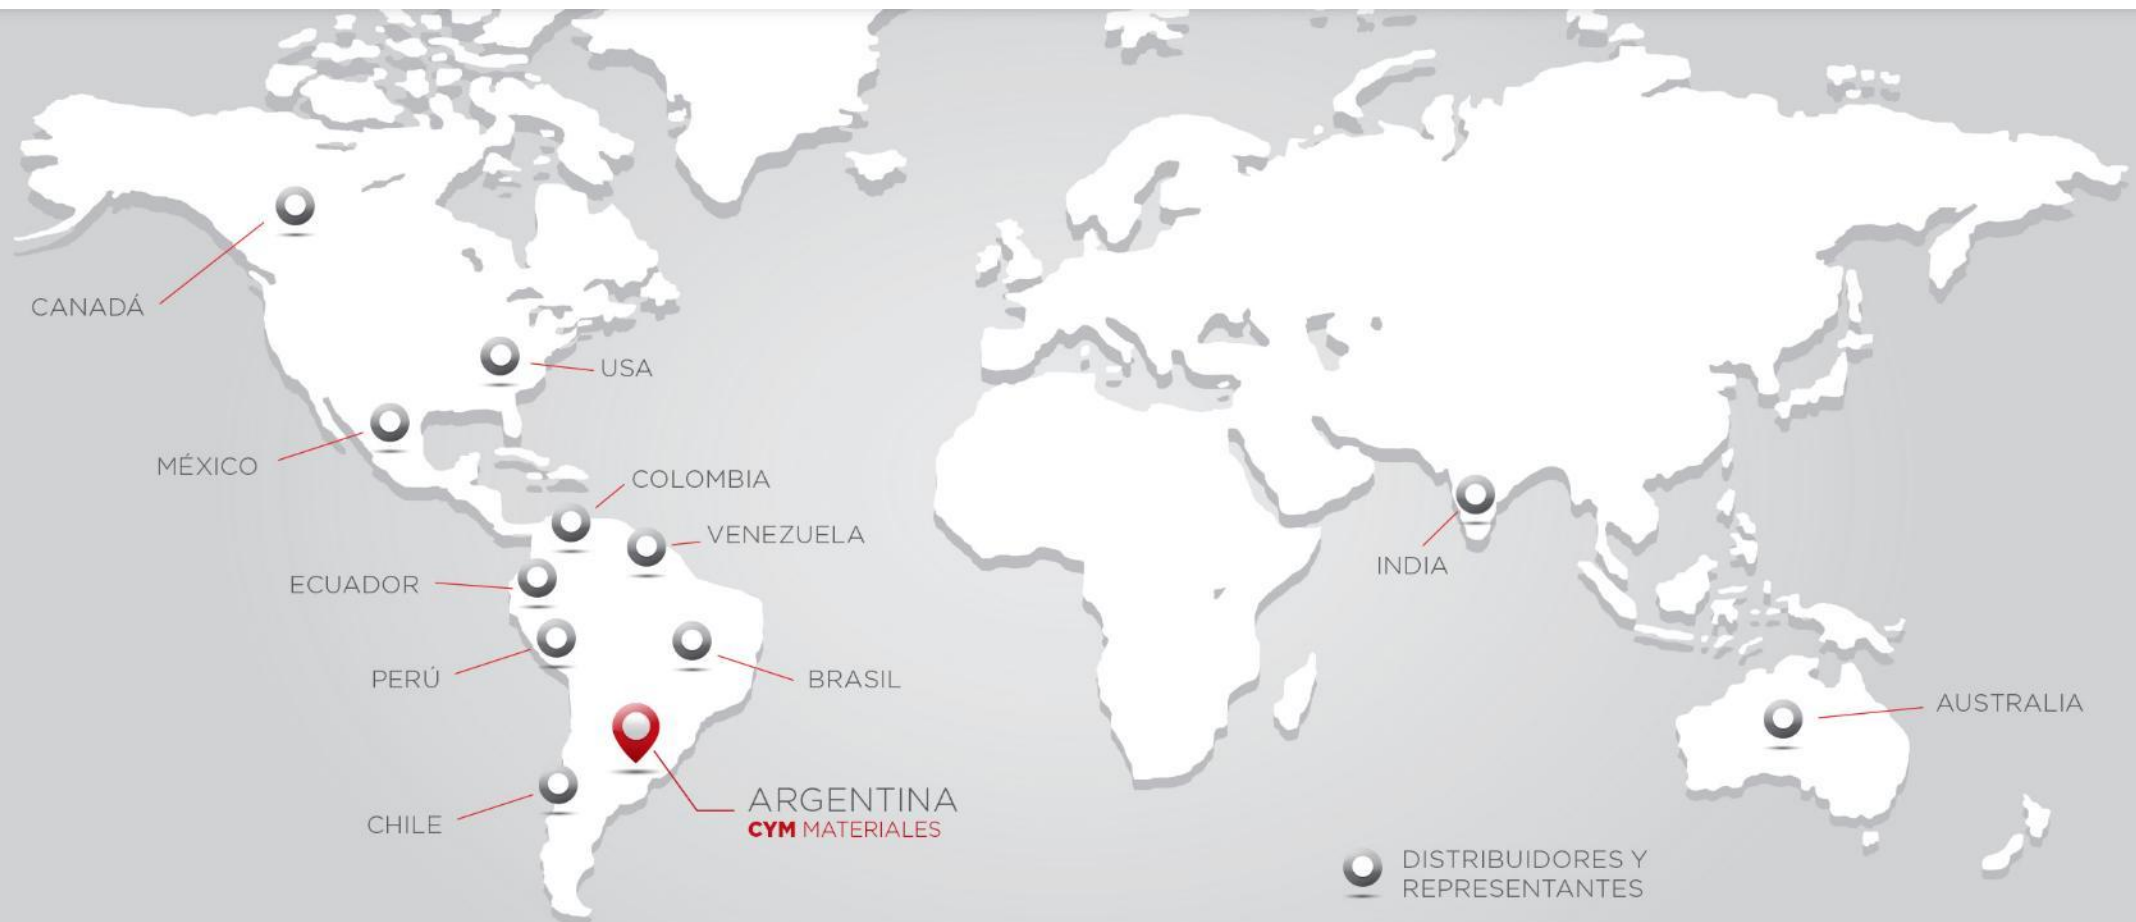 CANADÁ
USA
MÉXICO
COLOMBIA
VENEZUELA
ECUADOR
INDIA
PERÚ
BRASIL
AUSTRALIA
ARGENTINA
CYM MATERIALES
CHILE
DISTRIBUIDORES Y
REPRESENTANTES